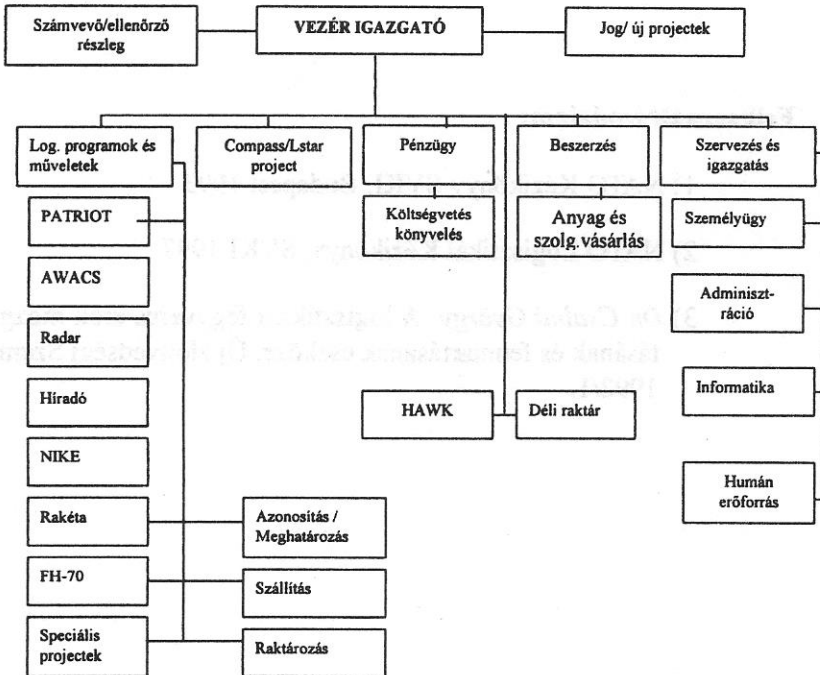 Számvevő/ellenőrző
részleg
VEZÉR IGAZGATÓ
Jog/ új projectek
Log. programok és
műveletek
Compass/Lstar
project
Pénzügy
Beszerzés
Szervezés és
igazgatás
PATRIOT
Költségvetés
könyvelés
Anyag és
szolg.vásárlás
Személyügy
AWACS
Adminiszt-
ráció
Radar
Híradó
HAWK
Déli raktár
Informatika
NIKE
Humán
erőforrás
Rakéta
Azonosítás /
Meghatározás
FH-70
Szállítás
Speciális
projectek
Raktározás